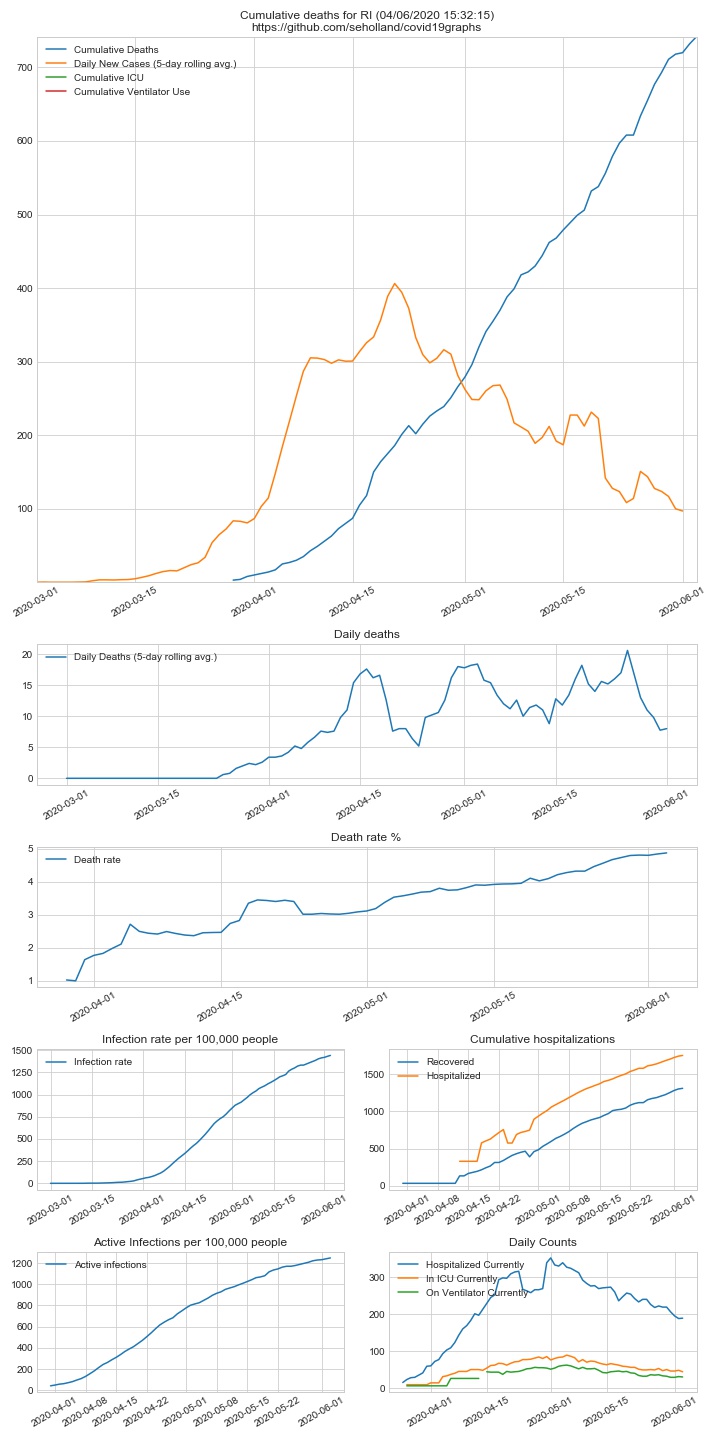 Cumulative deaths for RI (04/06/2020 15:32:15)
https://github.com/seholland/covid19graphs
Cumulative Deaths
Daily New Cases (5-day rolling avg.)
Cumulative ICU
Cumulative Ventilator Use
700
600
500
400
300
200
100
2020-03-01 2020-03-15 2020-04-01 2020-04-15 2020-05-01 2020-05-15 2020-06-01
Daily deaths
Daily Deaths (5-day rolling avg.)
20
15
10
5
0
2020-03-01 2020-03-15 2020-04-01 2020-04-15 2020-05-01 2020-05-15 2020-06-01
Death rate %
Death rate
5
4
3
2
1
2020-04-01 2020-04-15 2020-05-01 2020-05-15 2020-06-01
Infection rate per 100,000 people
Infection rate
1500
1250
1000
750
500
250
0
2020-03-01 2020-03-15 2020-04-01 2020-04-15 2020-05-01 2020-05-15 2020-06-01
Cumulative hospitalizations
Recovered
Hospitalized
1500
1000
500
0
2020-04-01 2020-04-08 2020-04-15 2020-04-22 2020-05-01 2020-05-08 2020-05-15 2020-05-22 2020-06-01
Active Infections per 100,000 people
Active infections
1200
1000
800
600
400
200
0
2020-04-01 2020-04-08 2020-04-15 2020-04-22 2020-05-01 2020-05-08 2020-05-15 2020-05-22 2020-06-01
Daily Counts
Hospitalized Currently
In ICU Currently
On Ventilator Currently
300
200
100
0
2020-04-01 2020-04-15 2020-05-01 2020-05-15 2020-06-01